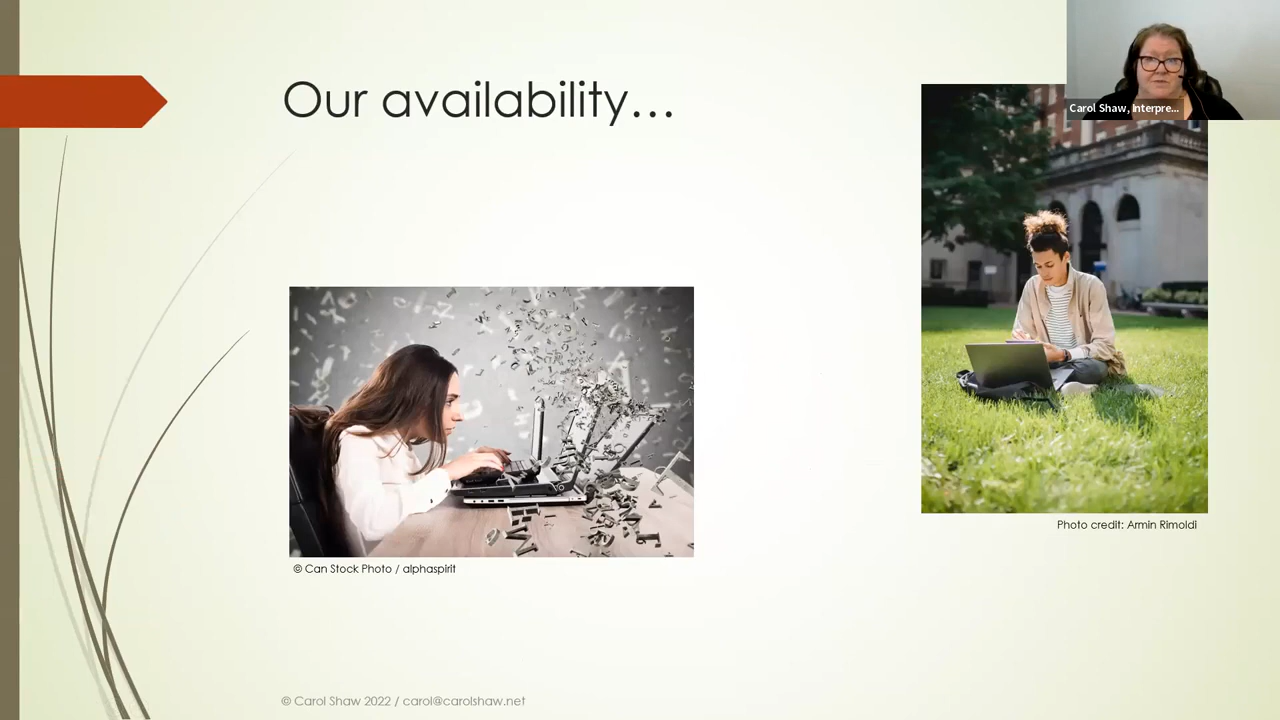 Our availability...
Carol Shaw, Interpre...
Photo credit: Armin Rimoldi
© Can Stock Photo / alphaspirit
© Carol Shaw 2022 / carol@carolshaw.net